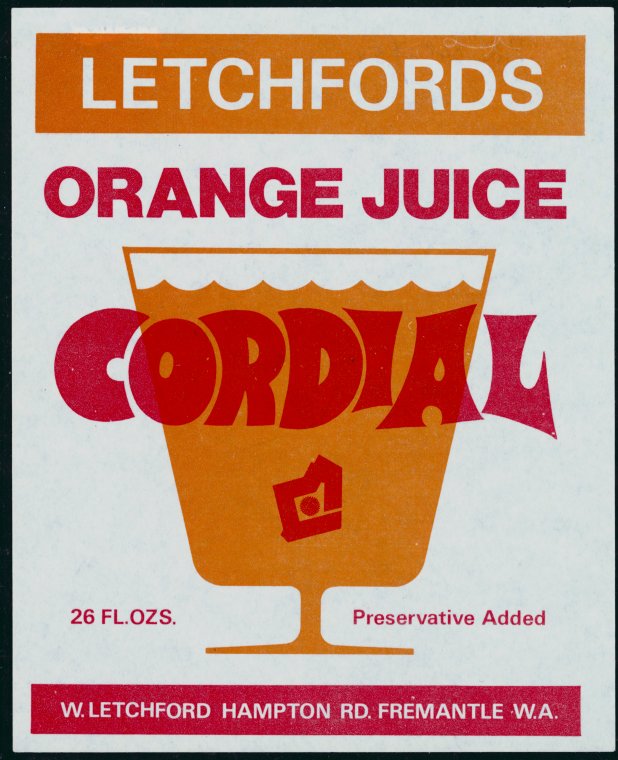 LETCHFORDS
ORANGE JUICE
CORDIAL
26 FL.OZS. Preservative Added
W. LETCHFORD HAMPTON RD. FREMANTLE W.A.